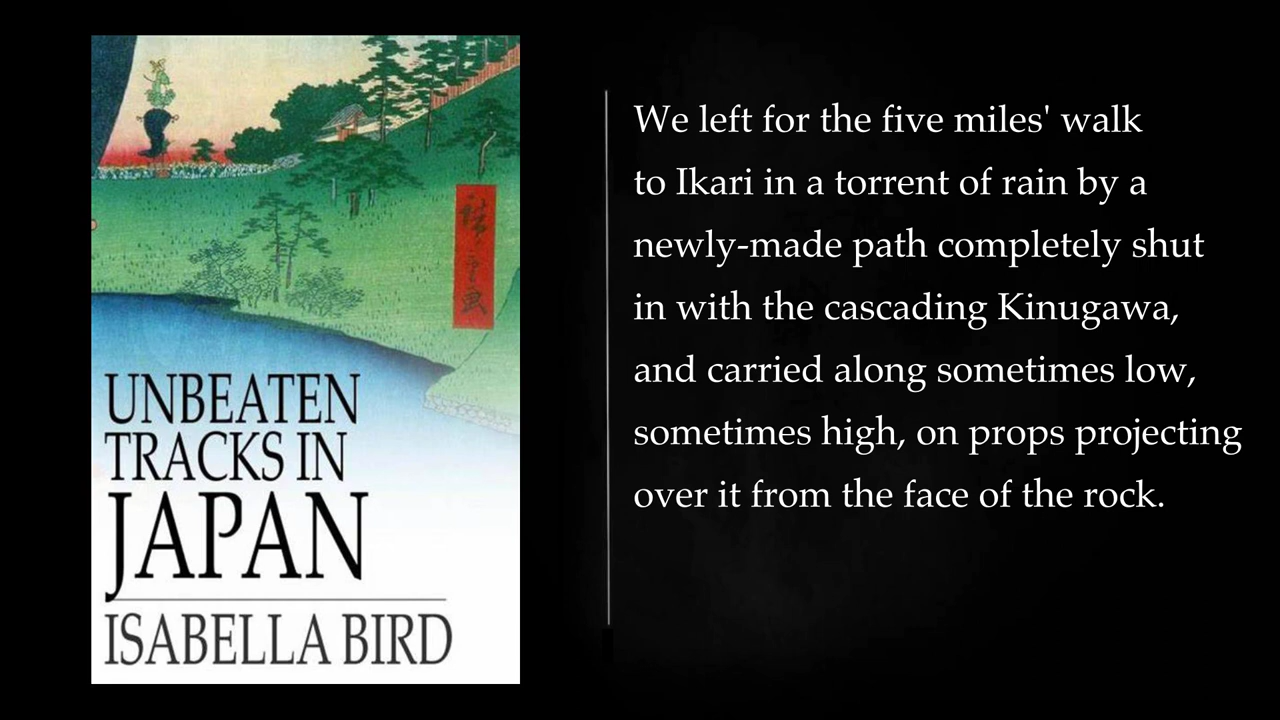 UNBEATEN
TRACKS IN
JAPAN
ISABELLA BIRD
We left for the five miles' walk
to Ikari in a torrent of rain by a
newly-made path completely shut
in with the cascading Kinugawa,
and carried along sometimes low,
sometimes high, on props projecting
over it from the face of the rock.